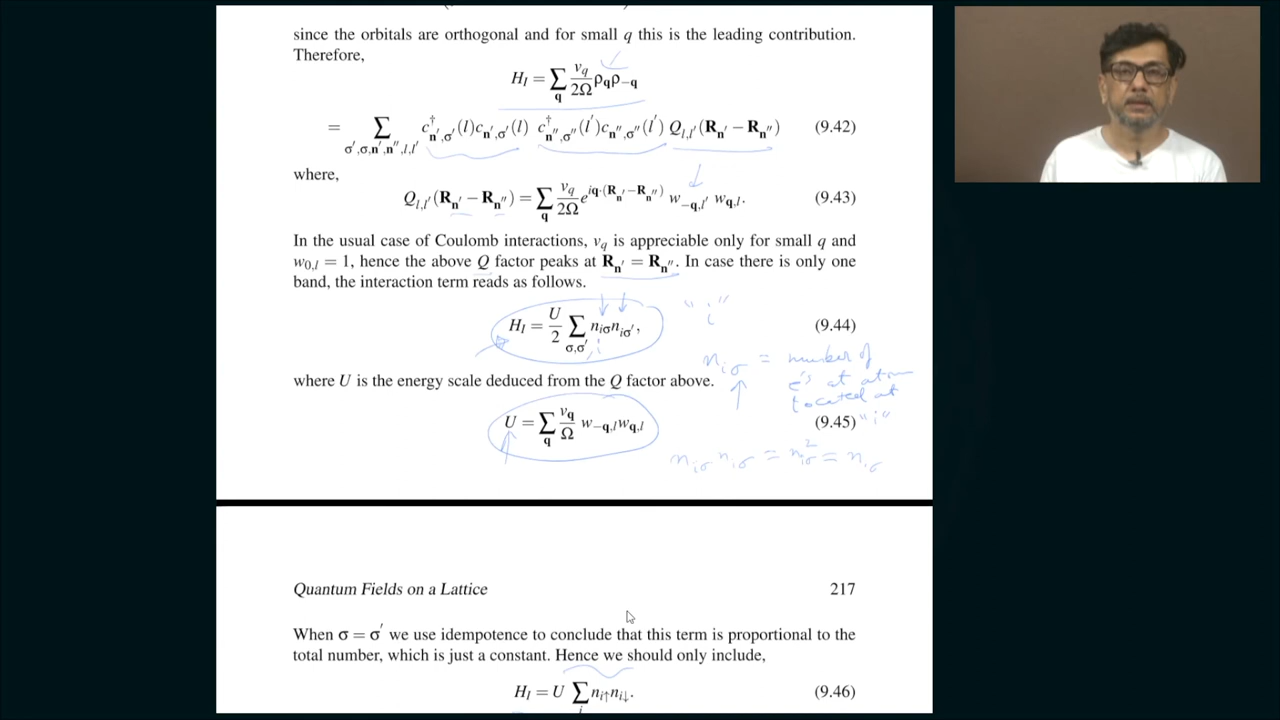 since the orbitals are orthogonal and for small q this is the leading contribution.
Therefore,
H_I = ∑_q v_q/2Ω ρ_q ρ_{−q}
= ∑_{σ′,σ,n′,n″,l,l′} c†_{n′,σ′}(l) c_{n′,σ′}(l) c†_{n″,σ″}(l′) c_{n″,σ″}(l′) Q_{l,l′}(R_{n′} − R_{n″}) (9.42)
where,
Q_{l,l′}(R_{n′} − R_{n″}) = ∑_q v_q/2Ω e^{iq·(R_{n′}−R_{n″})} w_{−q,l′} w_{q,l}. (9.43)
In the usual case of Coulomb interactions, v_q is appreciable only for small q and
w_{0,l} = 1, hence the above Q factor peaks at R_{n′} = R_{n″}. In case there is only one
band, the interaction term reads as follows.
"i"
H_I = U/2 ∑_{σ,σ′,i} n_{iσ} n_{iσ′}, (9.44)
n_{iσ} = number of
e's at atom
located at
"i"
where U is the energy scale deduced from the Q factor above.
U = ∑_q v_q/Ω w_{−q,l} w_{q,l} (9.45)
n_{iσ} n_{iσ} = n²_{iσ} = n_{iσ}
Quantum Fields on a Lattice 217
When σ = σ′ we use idempotence to conclude that this term is proportional to the
total number, which is just a constant. Hence we should only include,
H_I = U ∑_i n_{i↑} n_{i↓}. (9.46)